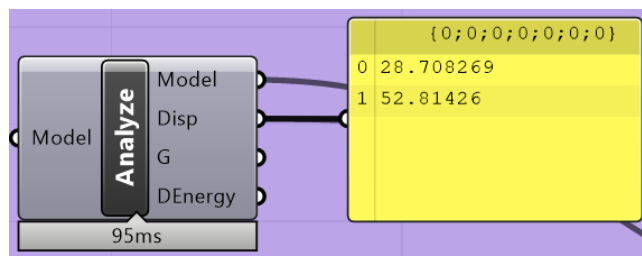 Model
Analyze
Model
Disp
G
DEnergy
95ms
{0;0;0;0;0;0;0}
0 28.708269
1 52.81426